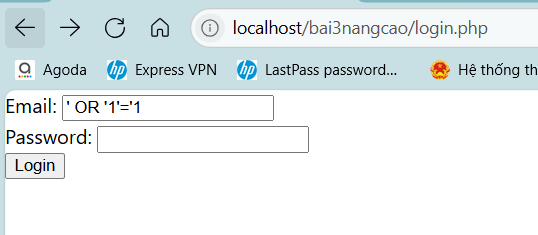 localhost/bai3nangcao/login.php
Agoda Express VPN LastPass password... Hệ thống th
Email: ' OR '1'='1
Password:
Login